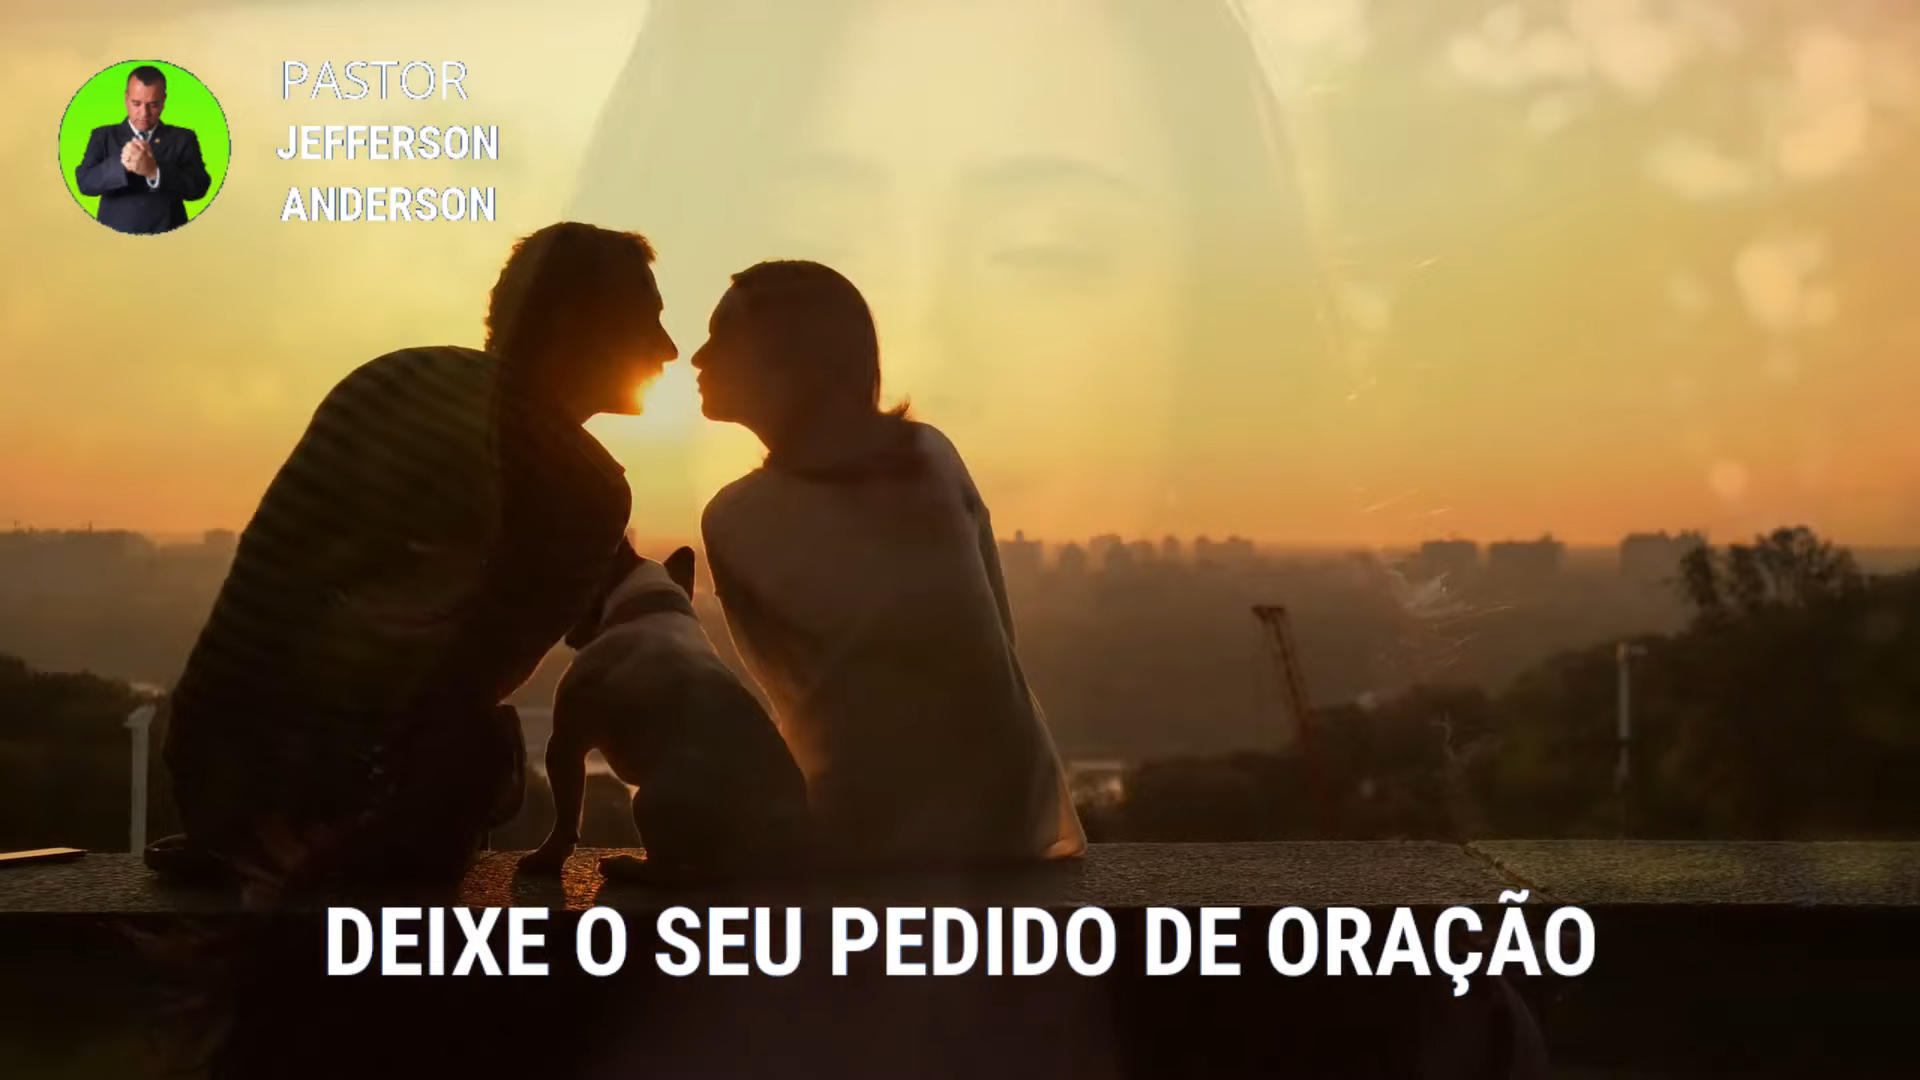 PASTOR
JEFFERSON
ANDERSON
DEIXE O SEU PEDIDO DE ORAÇÃO